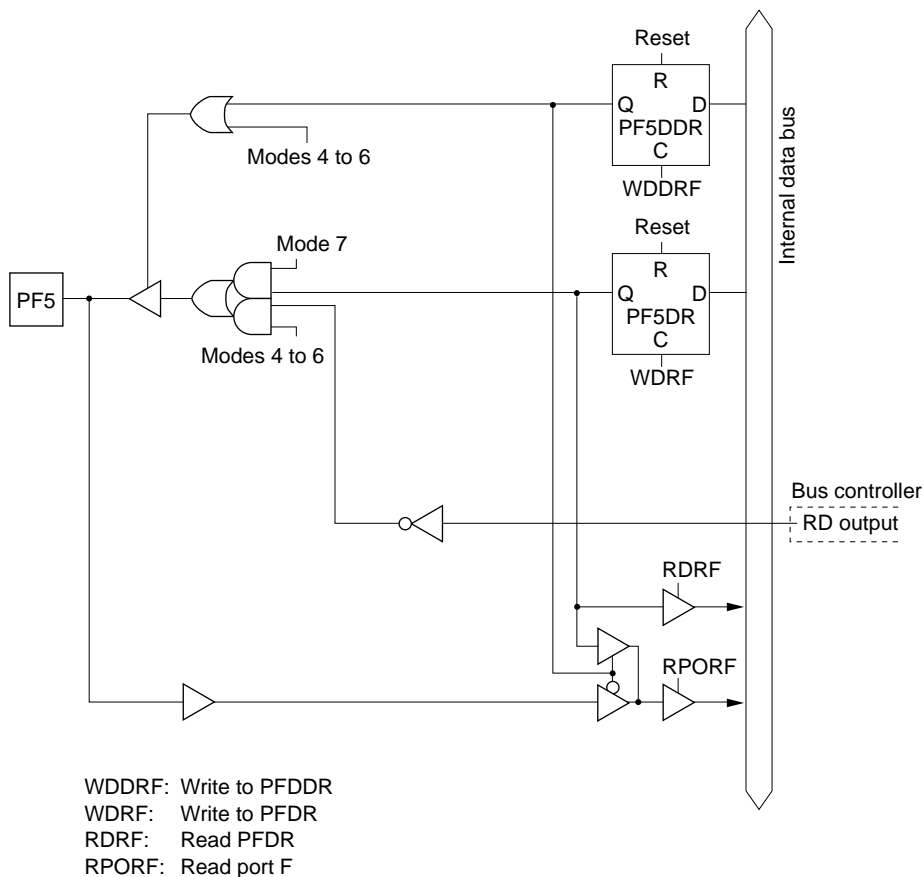 Reset
R
Q D
PF5DDR
C
WDDRF
Modes 4 to 6
Internal data bus
Reset
R
Q D
PF5DR
C
WDRF
Mode 7
PF5
Modes 4 to 6
Bus controller
RD output
RDRF
RPORF
WDDRF: Write to PFDDR
WDRF: Write to PFDR
RDRF: Read PFDR
RPORF: Read port F